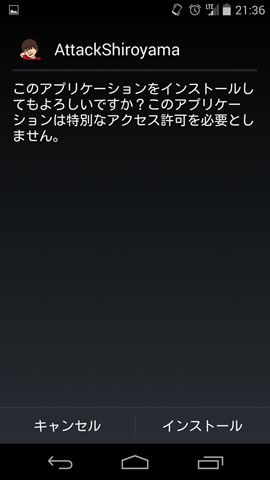 LTE 21:36
AttackShiroyama
このアプリケーションをインストールし
てもよろしいですか？このアプリケー
ションは特別なアクセス許可を必要とし
ません。
キャンセル インストール